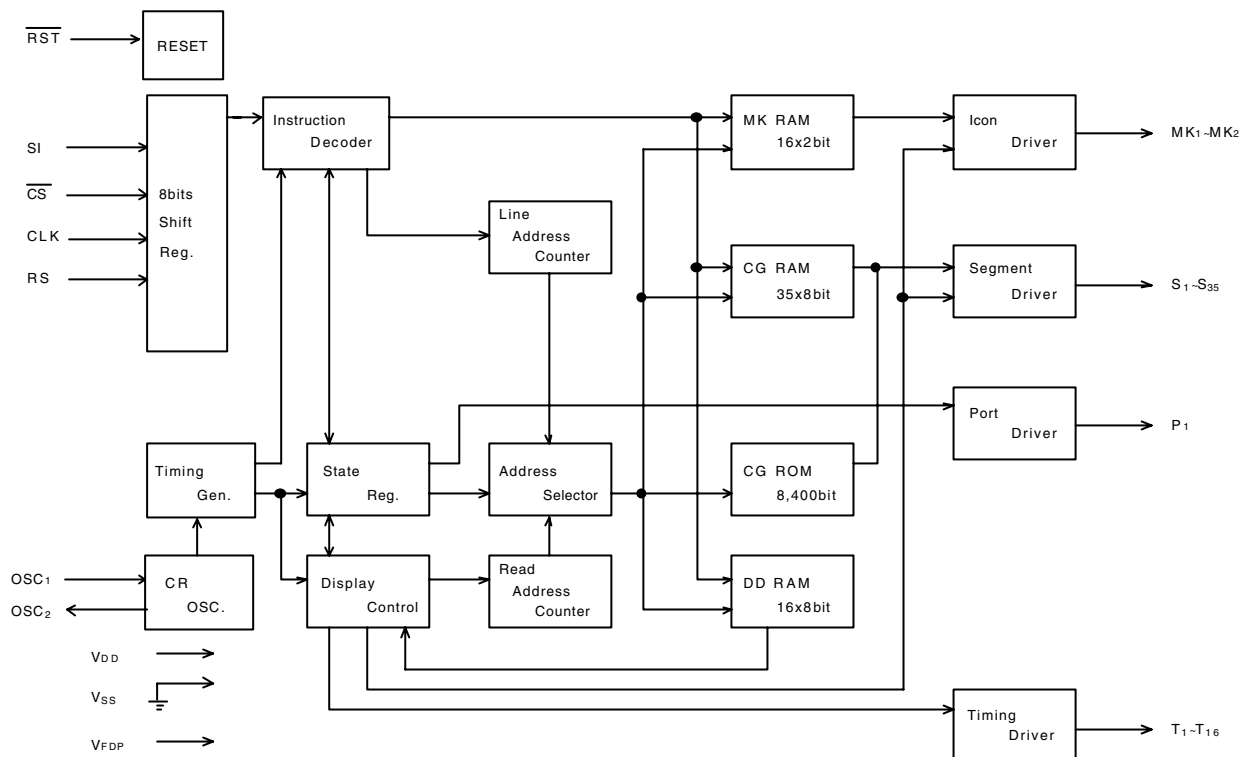 RST
RESET
SI
CS
CLK
RS
8bits
Shift
Reg.
Instruction
Decoder
Line
Address
Counter
MK RAM
16x2bit
Icon
Driver
MK1~MK2
CG RAM
35x8bit
Segment
Driver
S1~S35
Port
Driver
P1
Timing
Gen.
State
Reg.
Address
Selector
CG ROM
8,400bit
OSC1
OSC2
CR
OSC.
Display
Control
Read
Address
Counter
DD RAM
16x8bit
VDD
VSS
VFDP
Timing
Driver
T1~T16